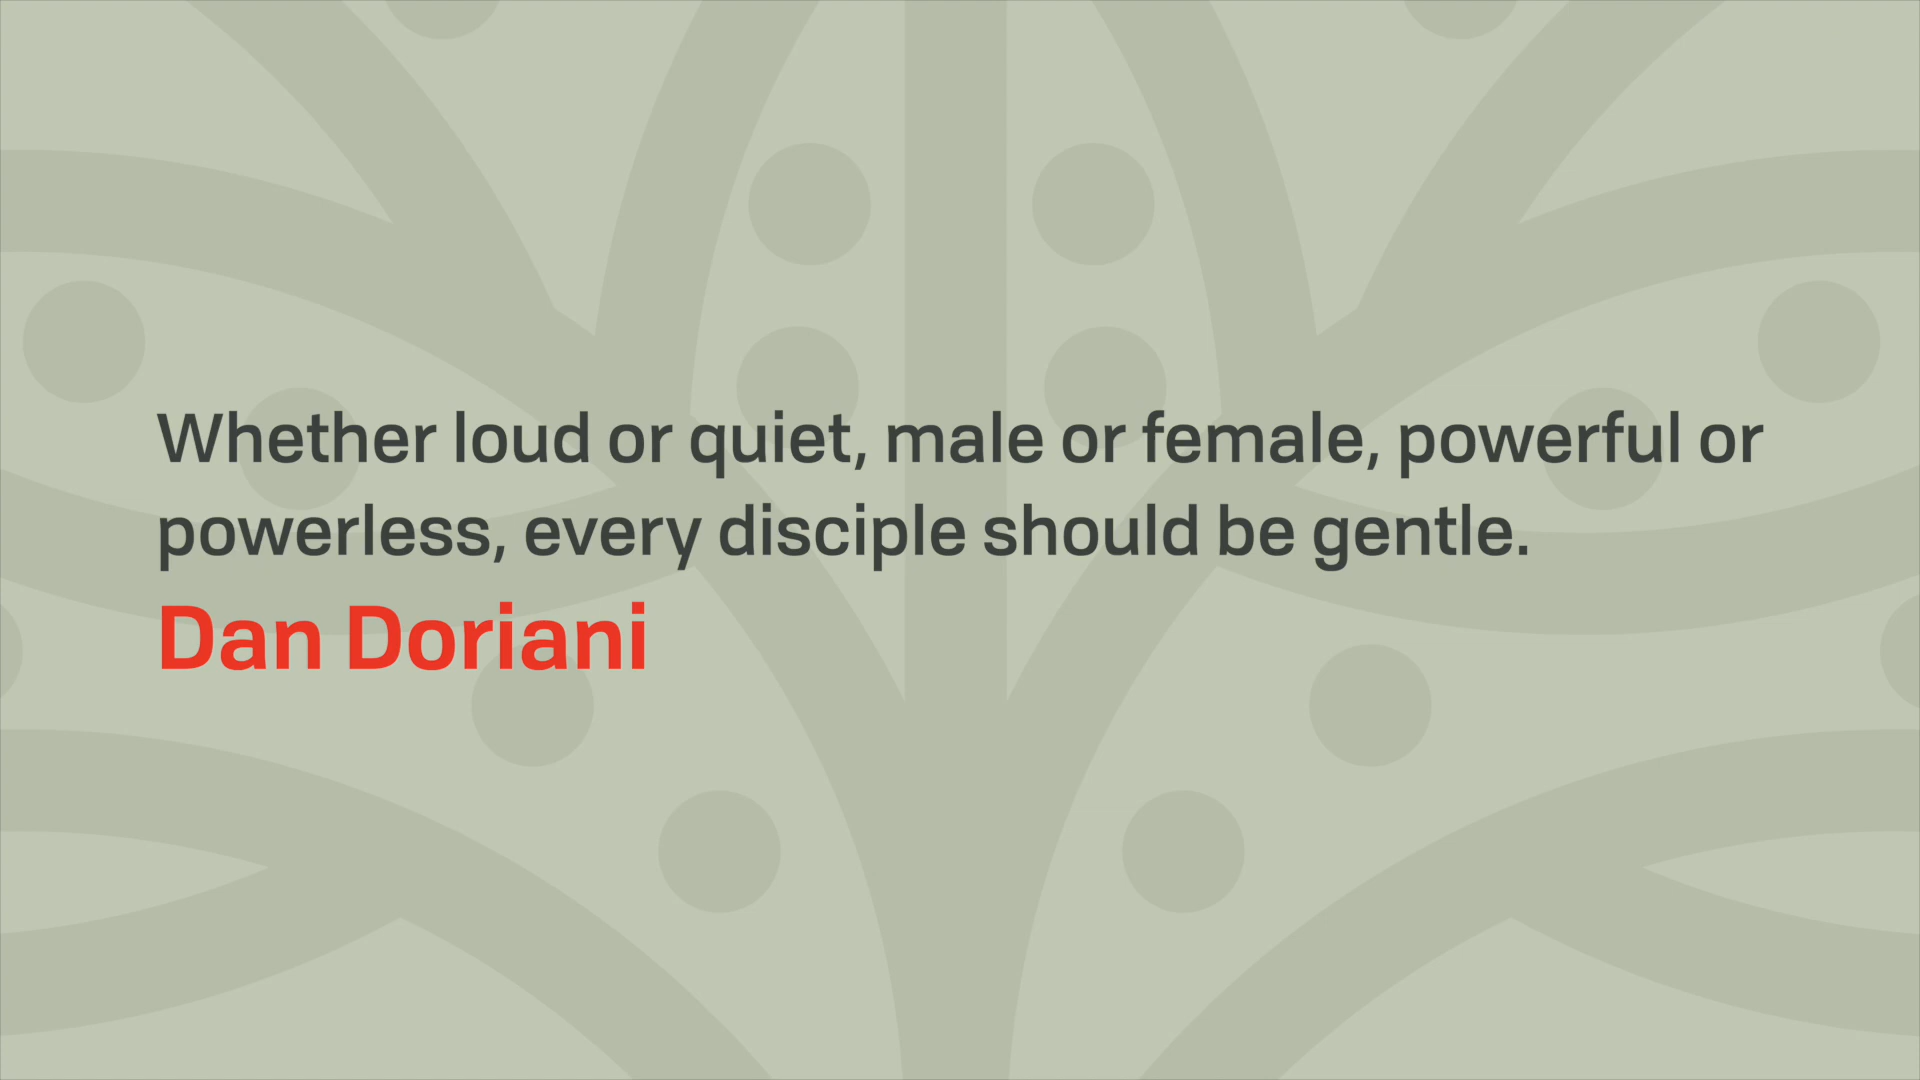 Whether loud or quiet, male or female, powerful or
powerless, every disciple should be gentle.
Dan Doriani